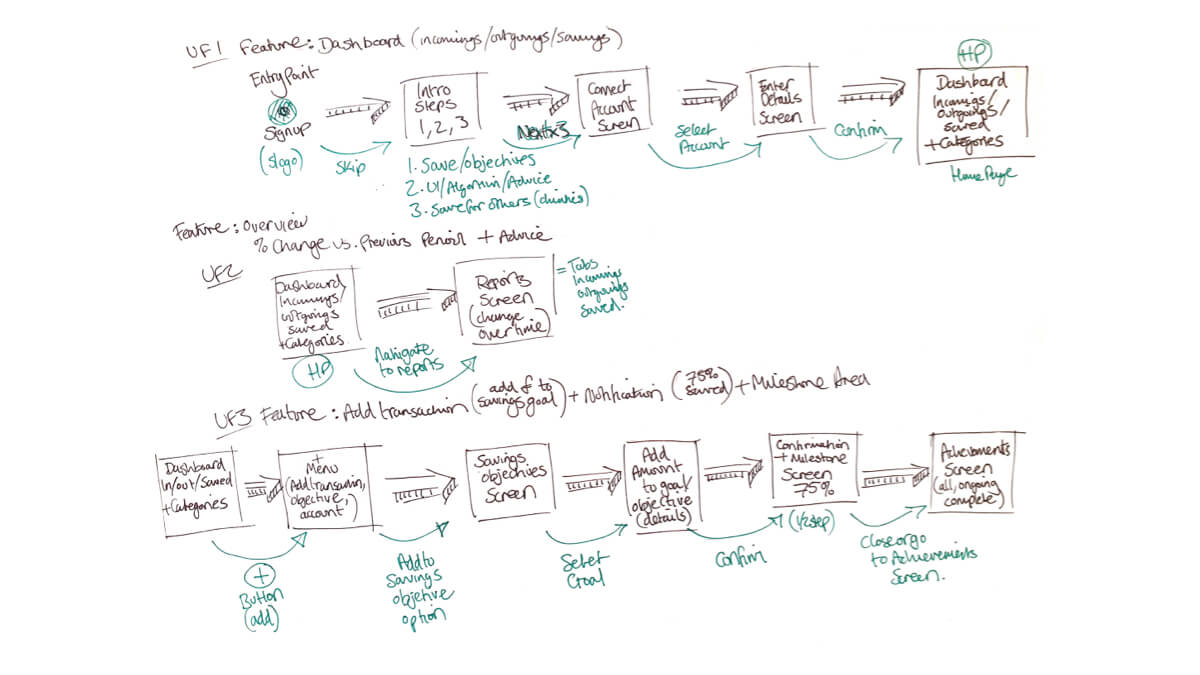 UF1 Feature: Dashboard (incomings/outgoings/savings)
Entry Point
Signup
(slogo)
Skip
Intro
Steps
1, 2, 3
Next x3
1. Save/objectives
2. UI/Algorithm/Advice
3. Save for others (charities)
Connect
Account
Screen
Select
Account
Enter
Details
Screen
Confirm
HP
Dashboard
Incomings/
outgoings/
saved
+ Categories
Home Page
Feature: Overview
% Change vs. Previous Period + Advice
UF2
Dashboard
Incomings/
outgoings
saved
+ Categories
HP
Navigate
to reports
Reports
Screen
(change
over time)
= Tabs
Incomings
outgoings
saved.
UF3 Feature: Add transaction (add £ to savings goal) + Notification (75% saved) + Milestone Area
Dashboard
In/out/Saved
+ Categories
+
Button
(add)
+
Menu
(Add transaction,
objective,
account)
Add to
Savings
objective
option
Savings
objectives
Screen
Select
Goal
Add
Amount
to goal/
objective
(details)
Confirm
Confirmation
+ Milestone
Screen
75%
(1/2 step)
Close or go
to Achievements
Screen.
Achievements
Screen
(all, ongoing
complete)